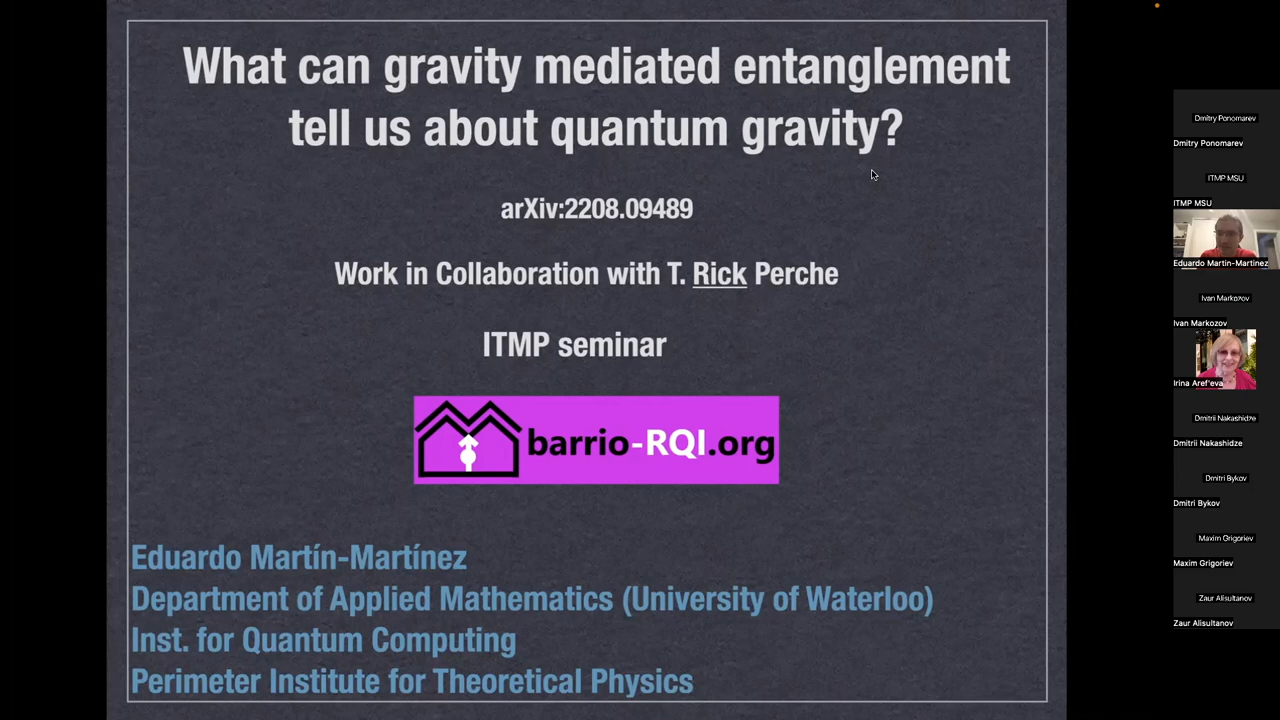 What can gravity mediated entanglement
tell us about quantum gravity?
arXiv:2208.09489
Work in Collaboration with T. Rick Perche
ITMP seminar
barrio-RQI.org
Eduardo Martín-Martínez
Department of Applied Mathematics (University of Waterloo)
Inst. for Quantum Computing
Perimeter Institute for Theoretical Physics
Dmitry Ponomarev
Dmitry Ponomarev
ITMP MSU
ITMP MSU
Eduardo Martin-Martinez
Ivan Markozov
Ivan Markozov
Irina Aref'eva
Dmitrii Nakashidze
Dmitrii Nakashidze
Dmitri Bykov
Dmitri Bykov
Maxim Grigoriev
Maxim Grigoriev
Zaur Alisultanov
Zaur Alisultanov